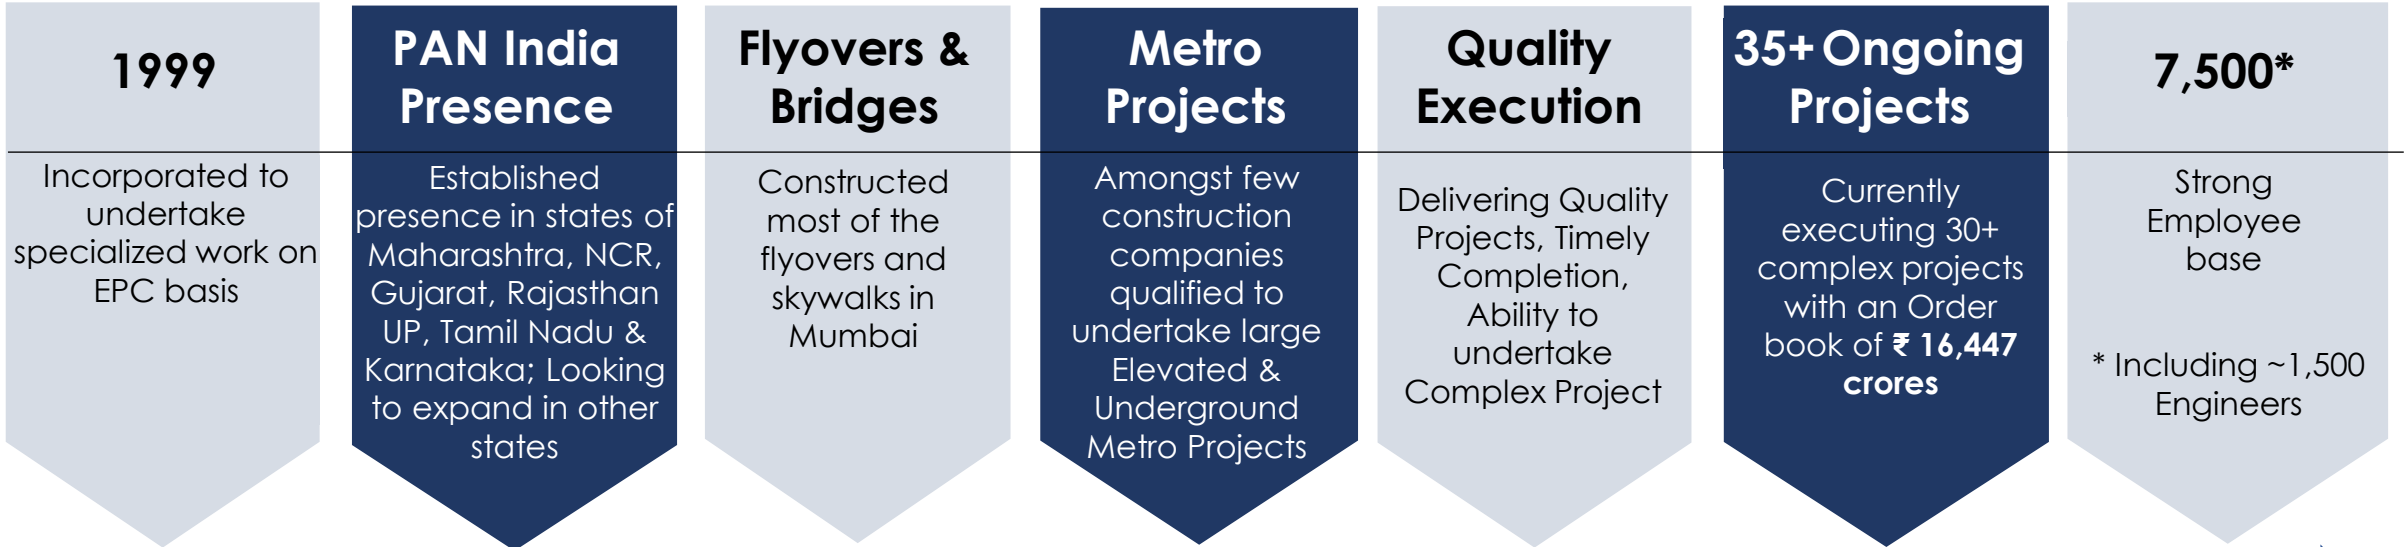 1999
Incorporated to
undertake
specialized work on
EPC basis
PAN India
Presence
Established
presence in states of
Maharashtra, NCR,
Gujarat, Rajasthan
UP, Tamil Nadu &
Karnataka; Looking
to expand in other
states
Flyovers &
Bridges
Constructed
most of the
flyovers and
skywalks in
Mumbai
Metro
Projects
Amongst few
construction
companies
qualified to
undertake large
Elevated &
Underground
Metro Projects
Quality
Execution
Delivering Quality
Projects, Timely
Completion,
Ability to
undertake
Complex Project
35+ Ongoing
Projects
Currently
executing 30+
complex projects
with an Order
book of ₹ 16,447
crores
7,500*
Strong
Employee
base
* Including ~1,500
Engineers